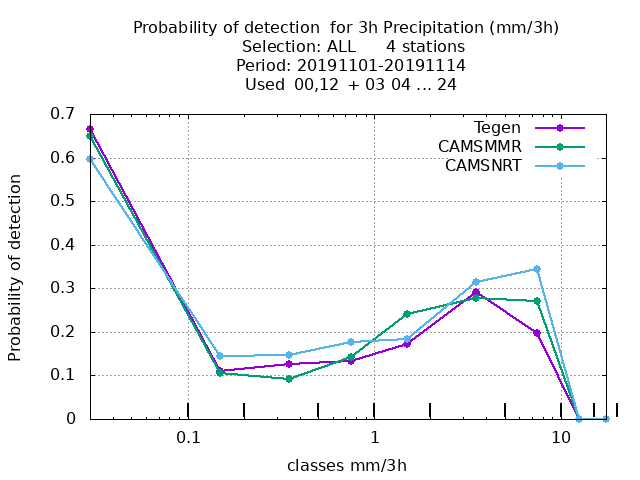 Probability of detection for 3h Precipitation (mm/3h)
Selection: ALL 4 stations
Period: 20191101-20191114
Used 00,12 + 03 04 ... 24
Tegen
CAMSMMR
CAMSNRT
Probability of detection
0.7
0.6
0.5
0.4
0.3
0.2
0.1
0
0.1 1 10
classes mm/3h